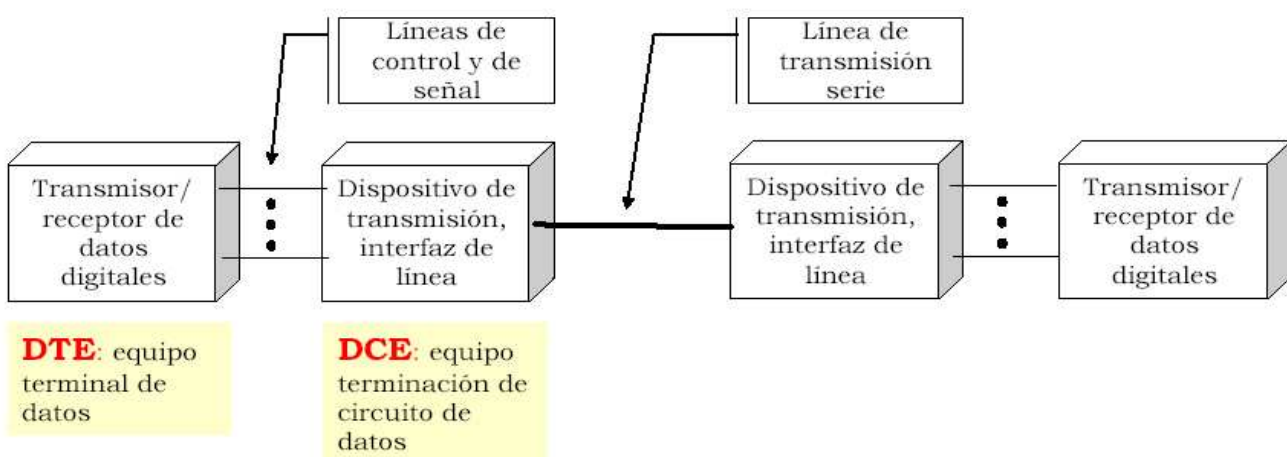 Líneas de
control y de
señal
Línea de
transmisión
serie
Transmisor/
receptor de
datos
digitales
Dispositivo de
transmisión,
interfaz de
línea
Dispositivo de
transmisión,
interfaz de
línea
Transmisor/
receptor de
datos
digitales
DTE: equipo
terminal de
datos
DCE: equipo
terminación de
circuito de
datos